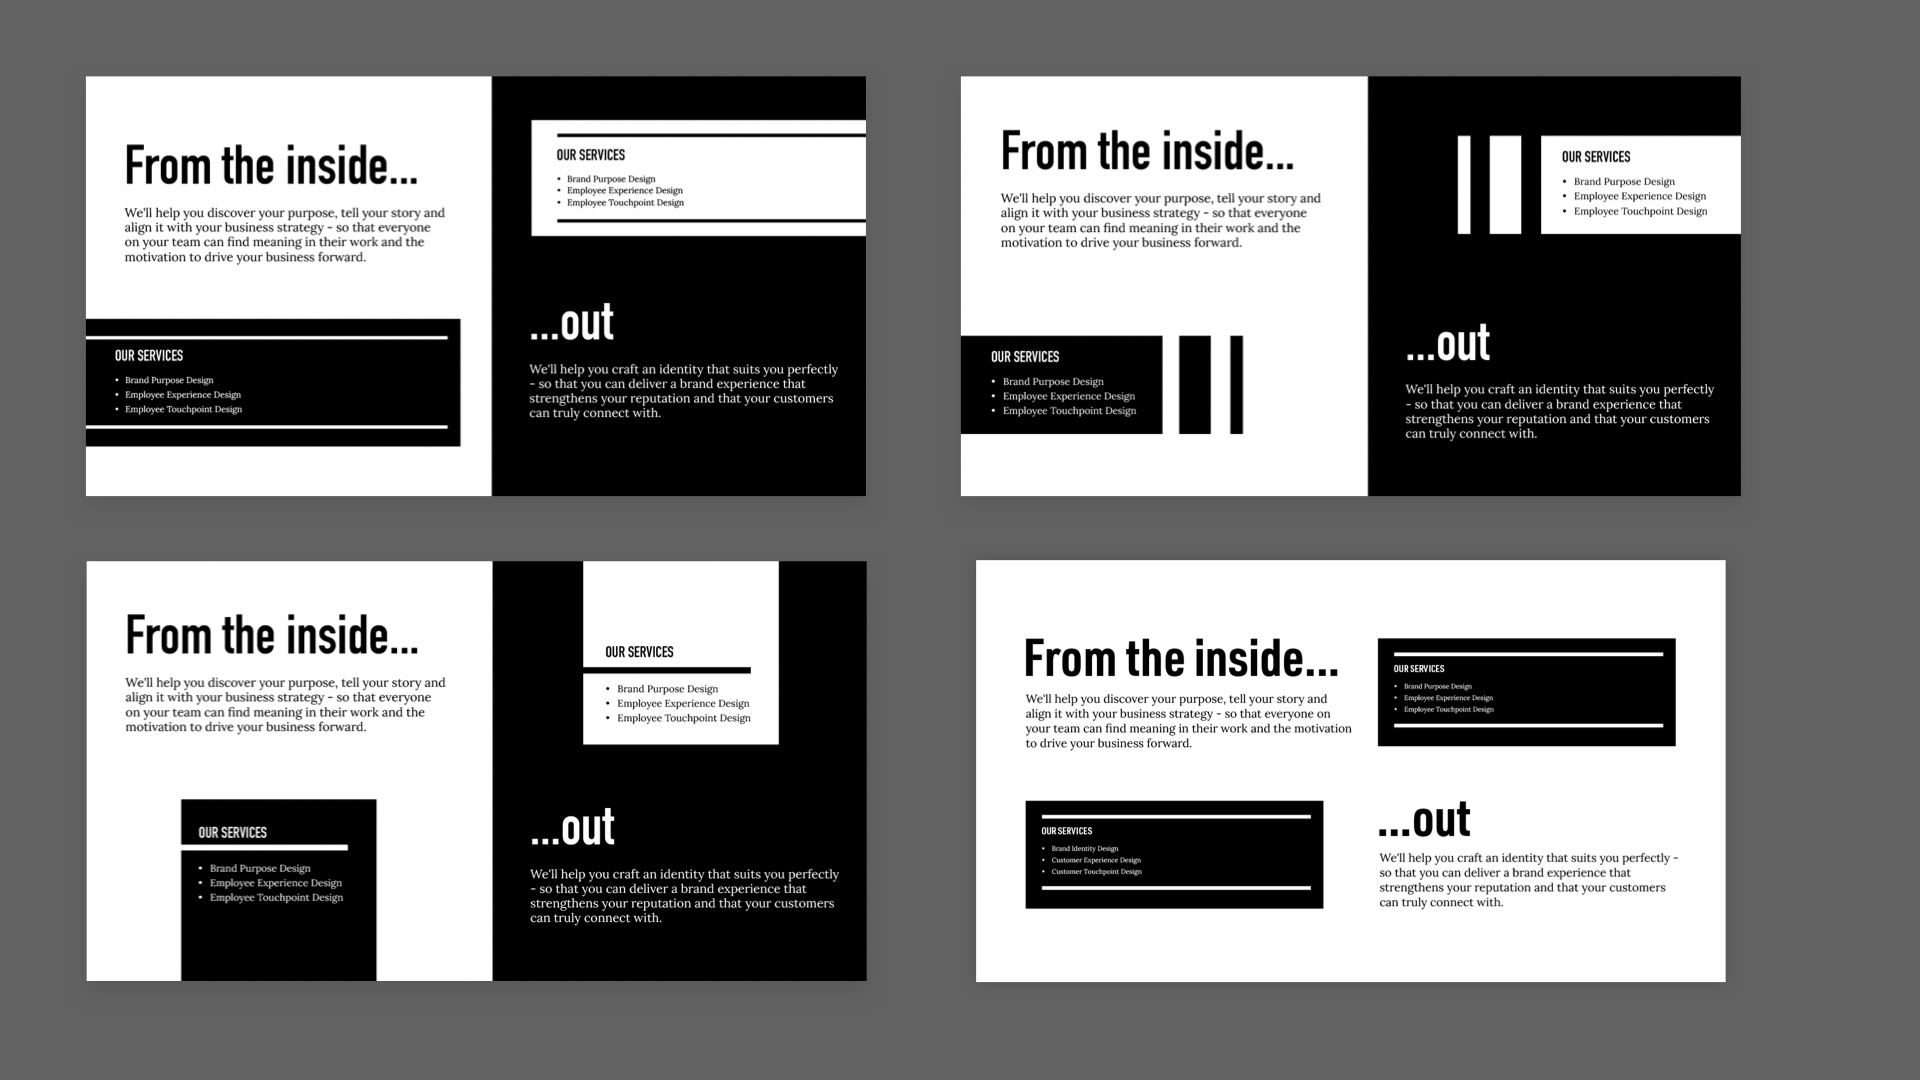 From the inside...
We'll help you discover your purpose, tell your story and
align it with your business strategy - so that everyone
on your team can find meaning in their work and the
motivation to drive your business forward.
OUR SERVICES
• Brand Purpose Design
• Employee Experience Design
• Employee Touchpoint Design
OUR SERVICES
• Brand Purpose Design
• Employee Experience Design
• Employee Touchpoint Design
...out
We'll help you craft an identity that suits you perfectly
- so that you can deliver a brand experience that
strengthens your reputation and that your customers
can truly connect with.
From the inside...
We'll help you discover your purpose, tell your story and
align it with your business strategy - so that everyone
on your team can find meaning in their work and the
motivation to drive your business forward.
OUR SERVICES
• Brand Purpose Design
• Employee Experience Design
• Employee Touchpoint Design
OUR SERVICES
• Brand Purpose Design
• Employee Experience Design
• Employee Touchpoint Design
...out
We'll help you craft an identity that suits you perfectly
- so that you can deliver a brand experience that
strengthens your reputation and that your customers
can truly connect with.
From the inside...
We'll help you discover your purpose, tell your story and
align it with your business strategy - so that everyone
on your team can find meaning in their work and the
motivation to drive your business forward.
OUR SERVICES
• Brand Purpose Design
• Employee Experience Design
• Employee Touchpoint Design
OUR SERVICES
• Brand Purpose Design
• Employee Experience Design
• Employee Touchpoint Design
...out
We'll help you craft an identity that suits you perfectly
- so that you can deliver a brand experience that
strengthens your reputation and that your customers
can truly connect with.
From the inside...
We'll help you discover your purpose, tell your story and
align it with your business strategy - so that everyone on
your team can find meaning in their work and the motivation
to drive your business forward.
OUR SERVICES
• Brand Purpose Design
• Employee Experience Design
• Employee Touchpoint Design
OUR SERVICES
• Brand Identity Design
• Customer Experience Design
• Customer Touchpoint Design
...out
We'll help you craft an identity that suits you perfectly -
so that you can deliver a brand experience that
strengthens your reputation and that your customers
can truly connect with.